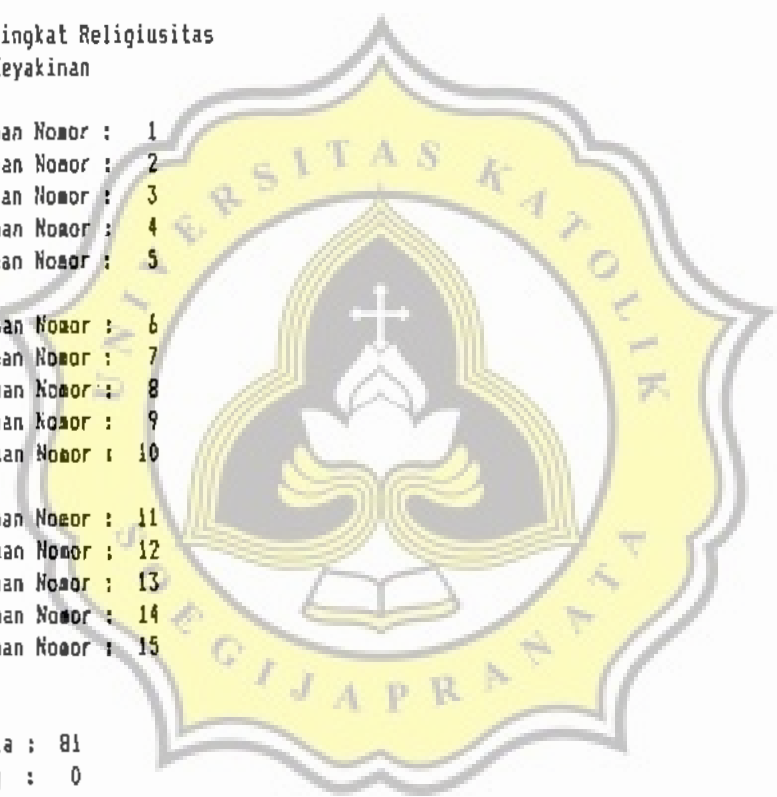 ingkat Religiusitas
eyakinan
an Nomor : 1
an Nomor : 2
an Nomor : 3
an Nomor : 4
an Nomor : 5
an Nomor : 6
an Nomor : 7
an Nomor : 8
an Nomor : 9
an Nomor : 10
an Nomor : 11
an Nomor : 12
an Nomor : 13
an Nomor : 14
an Nomor : 15
a : 81
: 0
UNIVERSITAS KATOLIK
SOEGIJAPRANATA